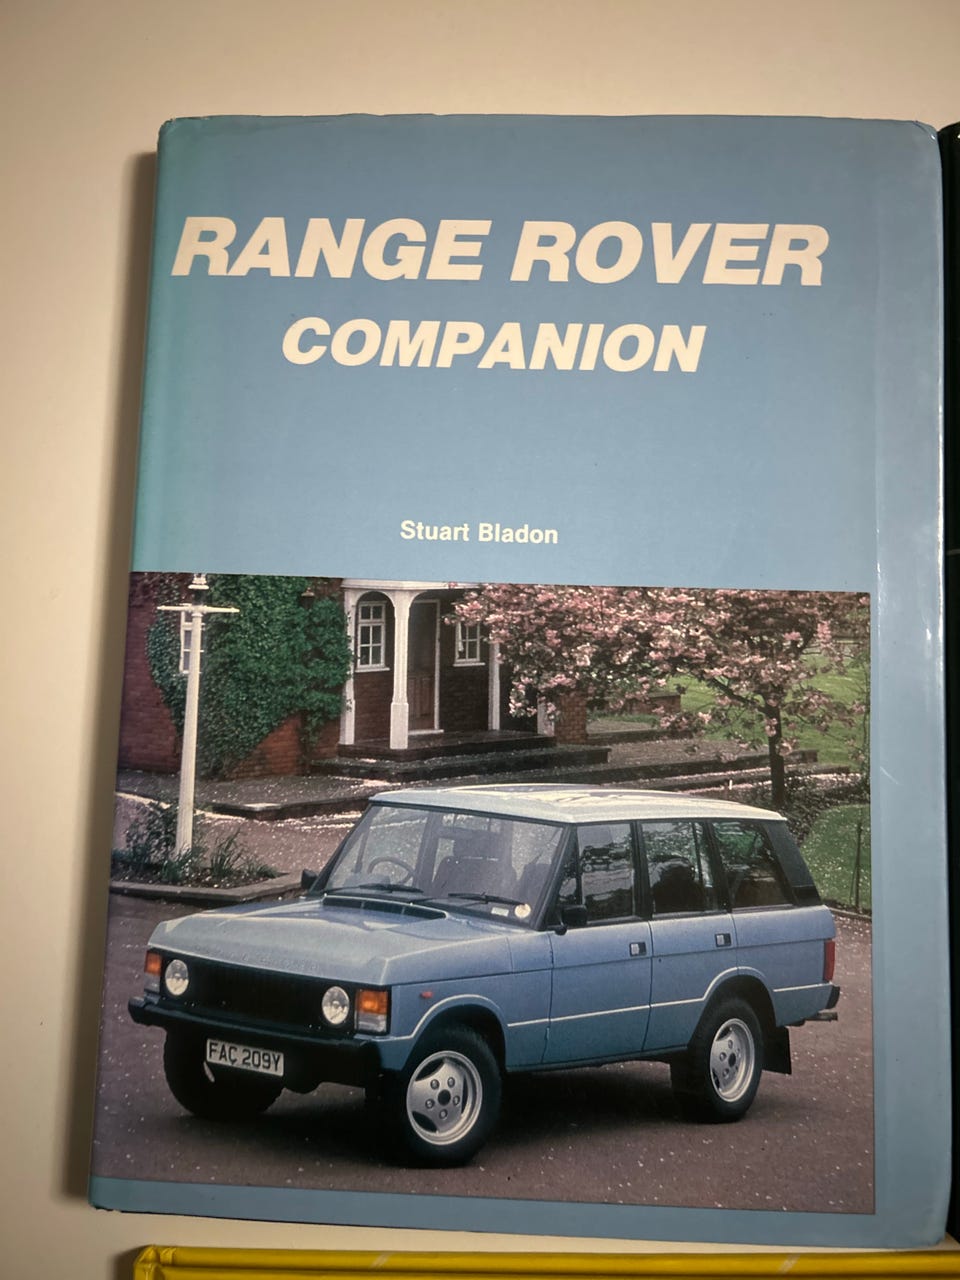 RANGE ROVER
COMPANION
Stuart Bladon
FAC 209Y